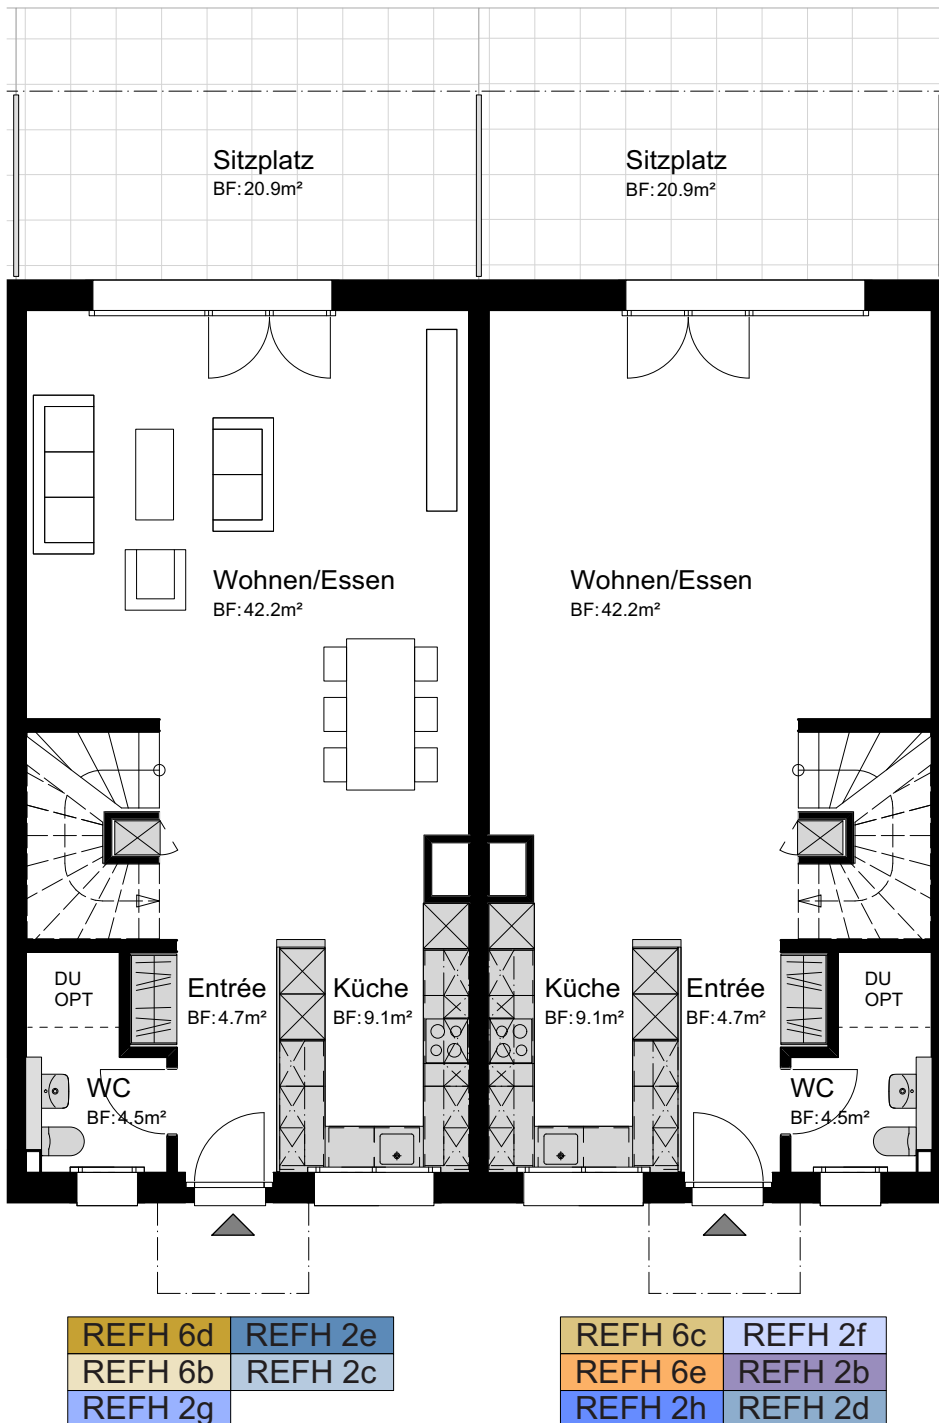 Sitzplatz
BF: 20.9m²
Sitzplatz
BF: 20.9m²
Wohnen/Essen
BF: 42.2m²
Wohnen/Essen
BF: 42.2m²
DU
OPT
Entrée
BF: 4.7m²
Küche
BF: 9.1m²
Küche
BF: 9.1m²
Entrée
BF: 4.7m²
DU
OPT
WC
BF: 4.5m²
WC
BF: 4.5m²
REFH 6d REFH 2e
REFH 6b REFH 2c
REFH 2g
REFH 6c REFH 2f
REFH 6e REFH 2b
REFH 2h REFH 2d